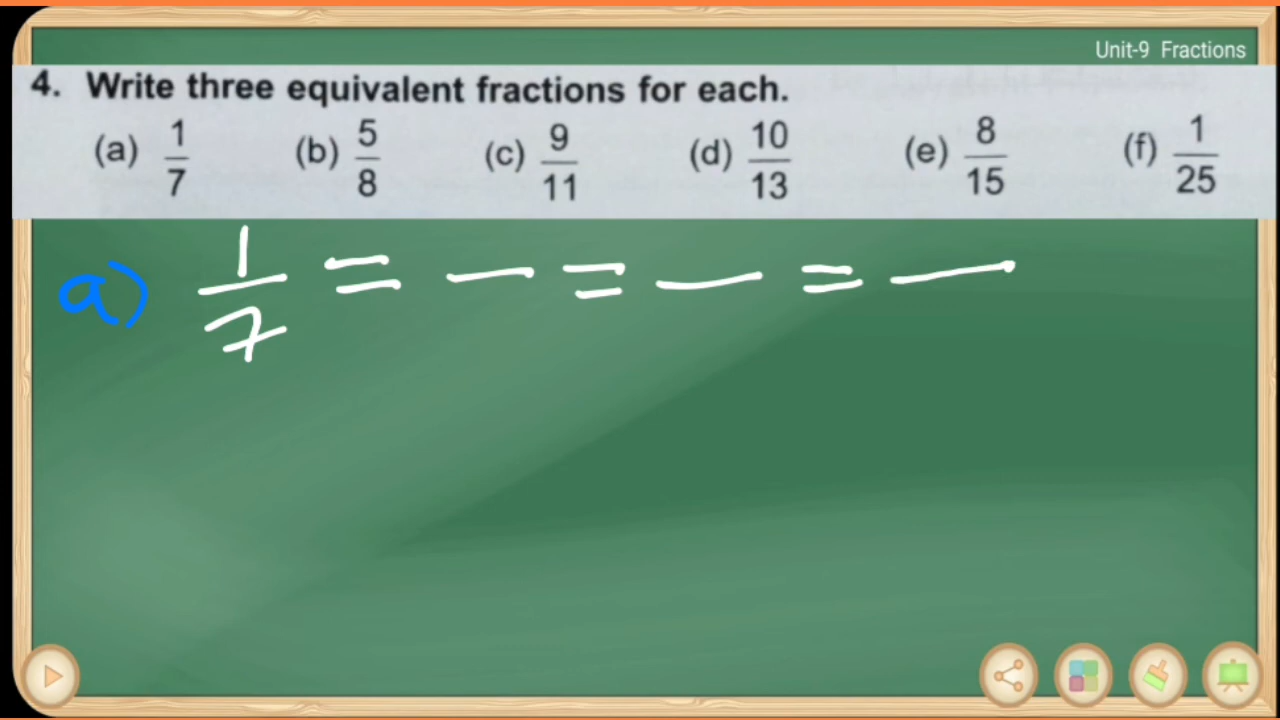 Unit-9 Fractions
4. Write three equivalent fractions for each.
(a) 1/7 (b) 5/8 (c) 9/11 (d) 10/13 (e) 8/15 (f) 1/25
a) 1/7 = — = — = —